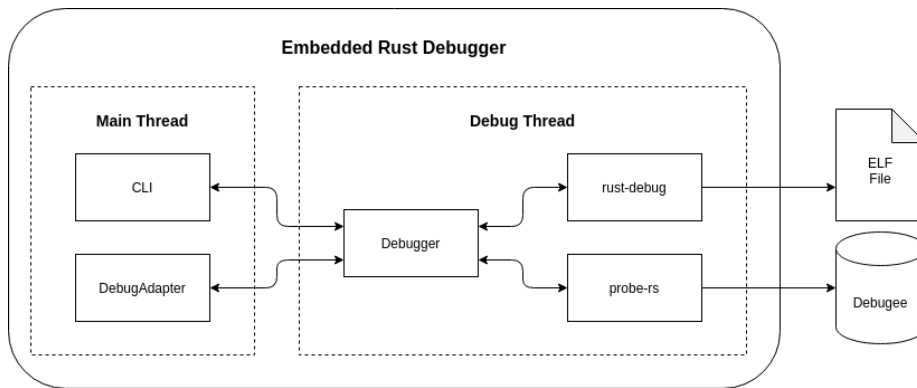 Embedded Rust Debugger
Main Thread
Debug Thread
CLI
rust-debug
ELF
File
Debugger
DebugAdapter
probe-rs
Debugee